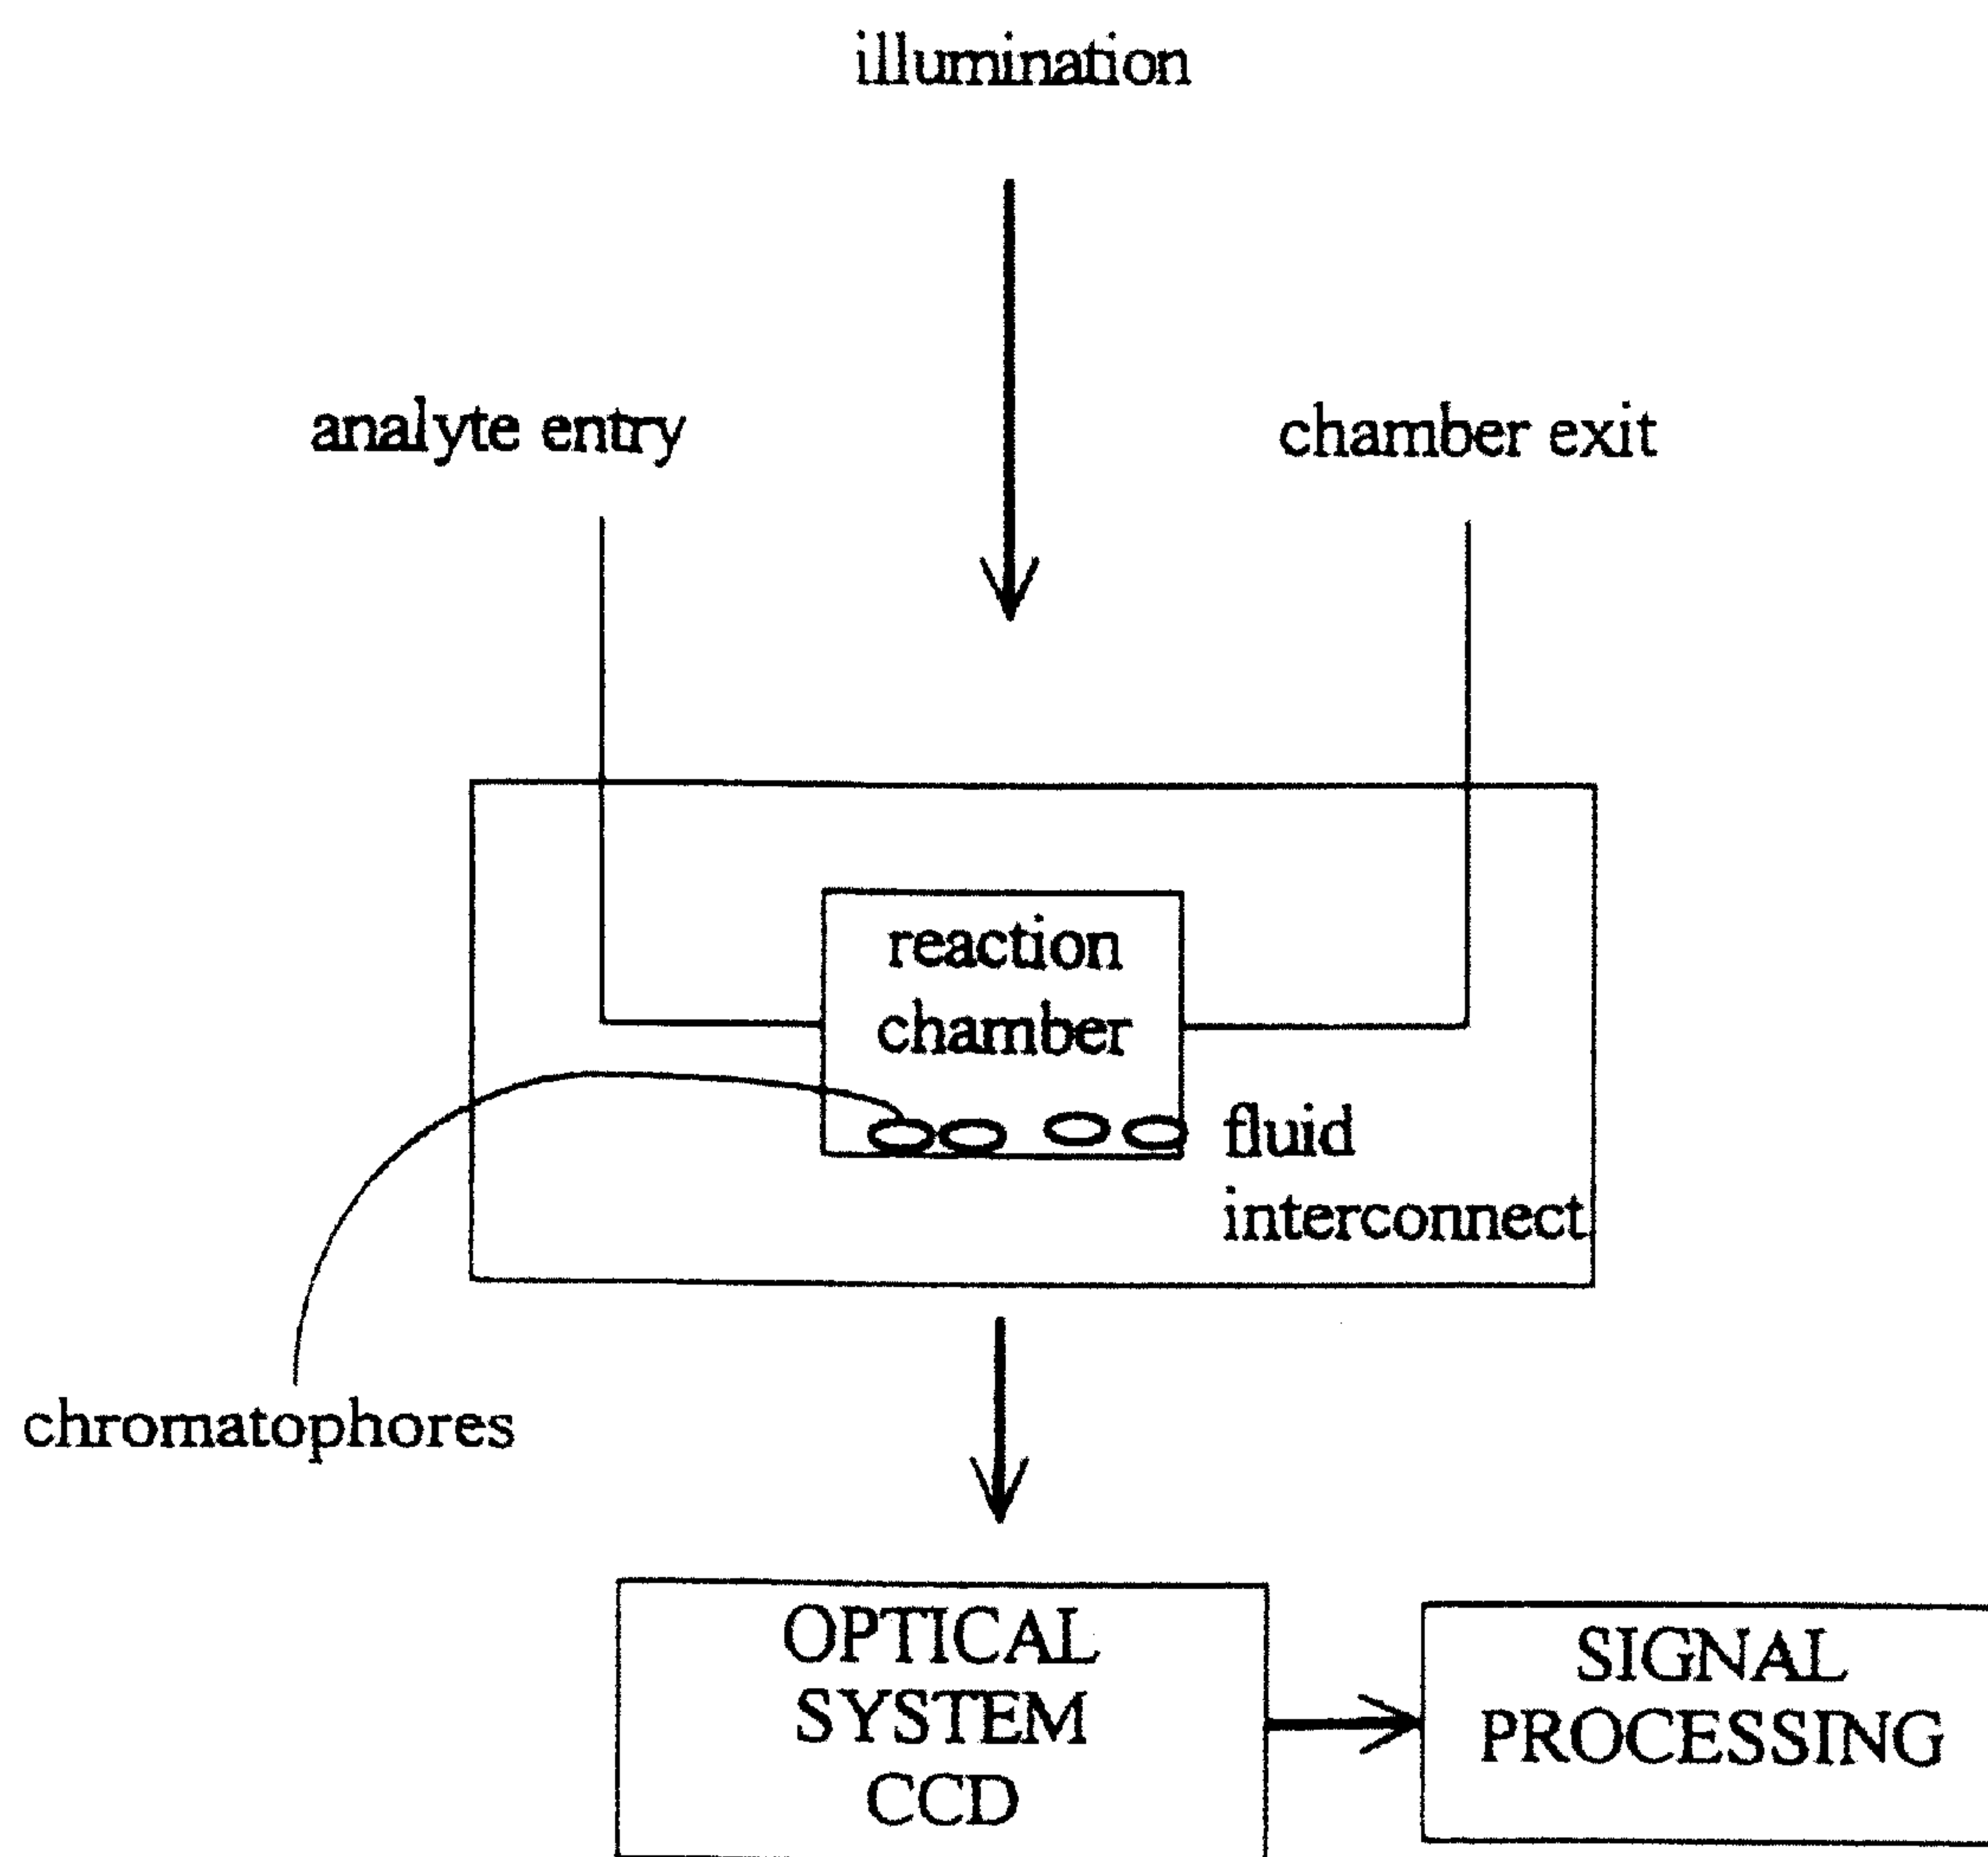 illumination
analyte entry
chamber exit
reaction
chamber
fluid
interconnect
chromatophores
OPTICAL
SYSTEM
CCD
SIGNAL
PROCESSING